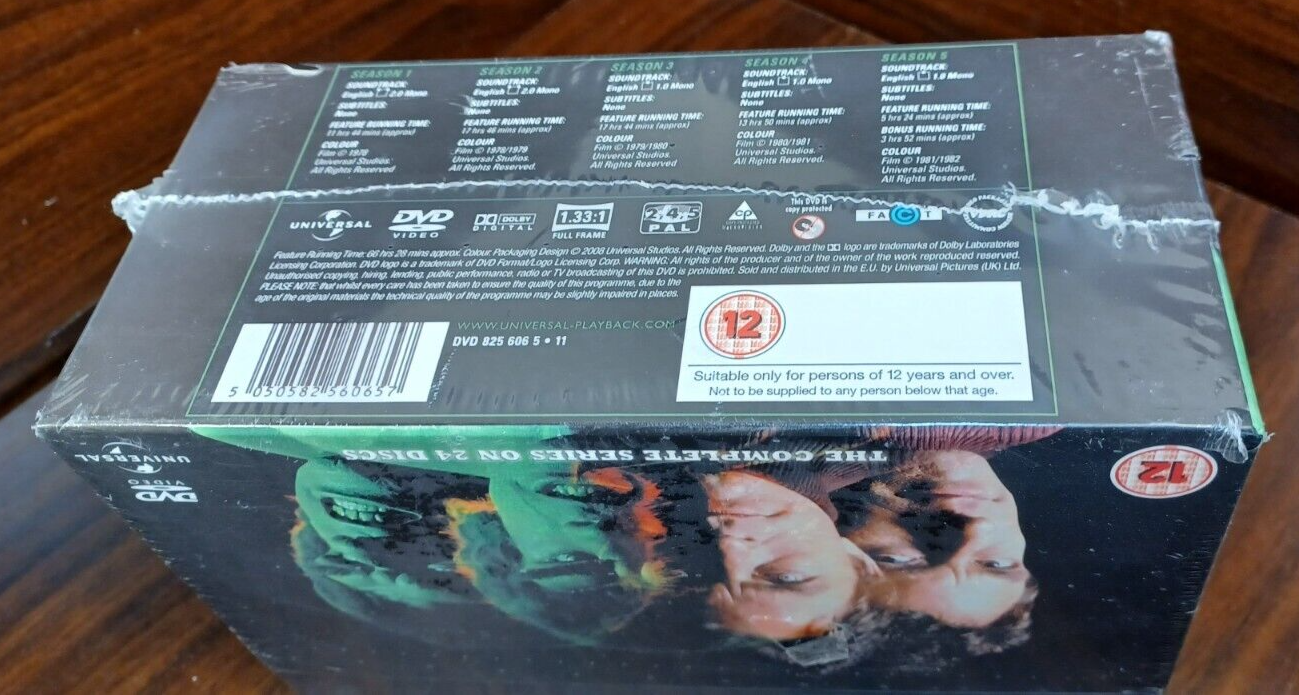 SEASON 1
SOUNDTRACK:
English 2.0 Mono
SUBTITLES:
None
FEATURE RUNNING TIME:
11 hrs 44 mins (approx)
COLOUR
Film © 1978
Universal Studios.
All Rights Reserved.
SEASON 2
SOUNDTRACK:
English 2.0 Mono
SUBTITLES:
None
FEATURE RUNNING TIME:
17 hrs 46 mins (approx)
COLOUR
Film © 1978/1979
Universal Studios.
All Rights Reserved.
SEASON 3
SOUNDTRACK:
English 1.0 Mono
SUBTITLES:
None
FEATURE RUNNING TIME:
17 hrs 44 mins (approx)
COLOUR
Film © 1979/1980
Universal Studios.
All Rights Reserved.
SEASON 4
SOUNDTRACK:
English 1.0 Mono
SUBTITLES:
None
FEATURE RUNNING TIME:
13 hrs 50 mins (approx)
COLOUR
Film © 1980/1981
Universal Studios.
All Rights Reserved.
SEASON 5
SOUNDTRACK:
English 1.0 Mono
SUBTITLES:
None
FEATURE RUNNING TIME:
5 hrs 24 mins (approx)
BONUS RUNNING TIME:
3 hrs 52 mins (approx)
COLOUR
Film © 1981/1982
Universal Studios.
All Rights Reserved.
UNIVERSAL
DVD
VIDEO
DOLBY
DIGITAL
1.33:1
FULL FRAME
2,4,5
PAL
This DVD is
copy protected
FACT
Feature Running Time: 66 hrs 28 mins approx. Colour. Packaging Design © 2008 Universal Studios. All Rights Reserved. Dolby and the logo are trademarks of Dolby Laboratories
Licensing Corporation. DVD logo is a trademark of DVD Format/Logo Licensing Corp. WARNING: All rights of the producer and of the owner of the work reproduced reserved.
Unauthorised copying, hiring, lending, public performance, radio or TV broadcasting of this DVD is prohibited. Sold and distributed in the E.U. by Universal Pictures (UK) Ltd.
PLEASE NOTE: that whilst every care has been taken to ensure the quality of this programme, due to the
age of the original materials the technical quality of the programme may be slightly impaired in places.
WWW.UNIVERSAL-PLAYBACK.COM
DVD 825 606 5 • 11
5 050582 560657
12
Suitable only for persons of 12 years and over.
Not to be supplied to any person below that age.
THE COMPLETE SERIES ON 24 DISCS
UNIVERSAL
DVD
VIDEO
12